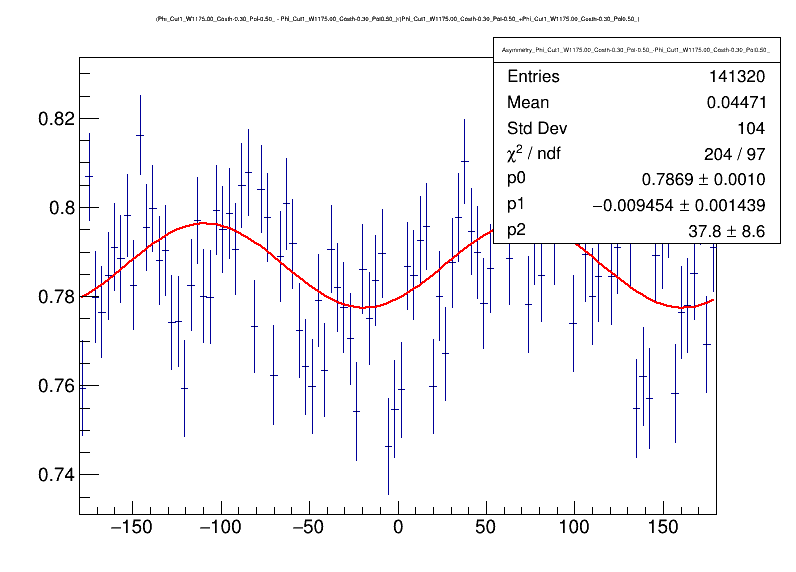 (Phi_Cut1_W1175.00_Costh-0.30_Pol-0.50_ - Phi_Cut1_W1175.00_Costh-0.30_Pol0.50_)/(Phi_Cut1_W1175.00_Costh-0.30_Pol-0.50_+Phi_Cut1_W1175.00_Costh-0.30_Pol0.50_)
Asymmetry_Phi_Cut1_W1175.00_Costh-0.30_Pol-0.50_-Phi_Cut1_W1175.00_Costh-0.30_Pol0.50_
Entries 141320
Mean 0.04471
Std Dev 104
χ² / ndf 204 / 97
p0 0.7869 ± 0.0010
p1 −0.009454 ± 0.001439
p2 37.8 ± 8.6
0.82
0.8
0.78
0.76
0.74
−150 −100 −50 0 50 100 150